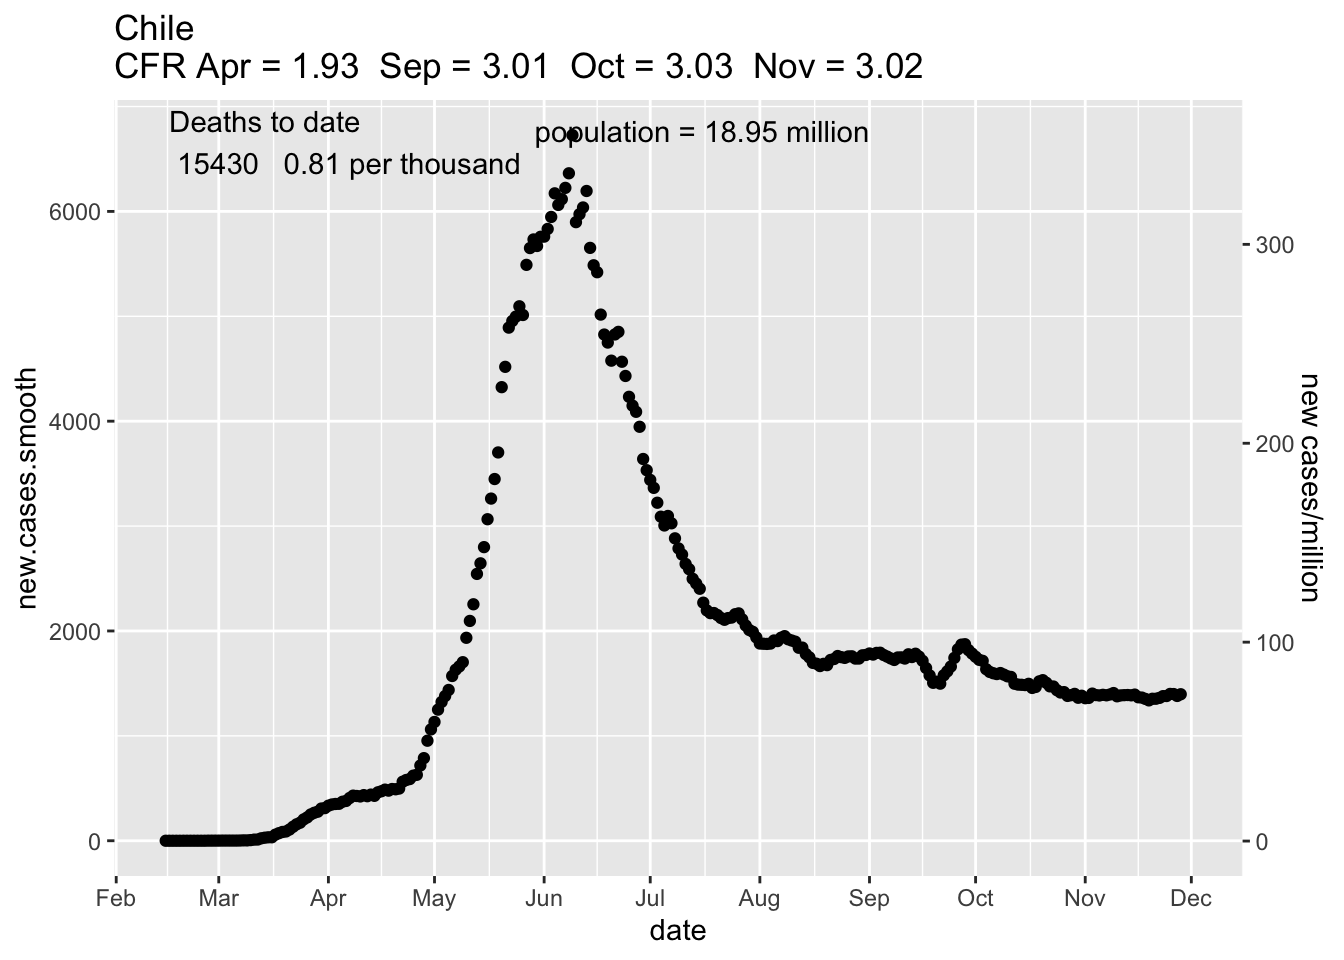 Chile
CFR Apr = 1.93  Sep = 3.01  Oct = 3.03  Nov = 3.02
Deaths to date
population = 18.95 million
15430   0.81 per thousand
6000
4000
2000
0
new.cases.smooth
300
200
100
0
new cases/million
Feb Mar Apr May Jun Jul Aug Sep Oct Nov Dec
date